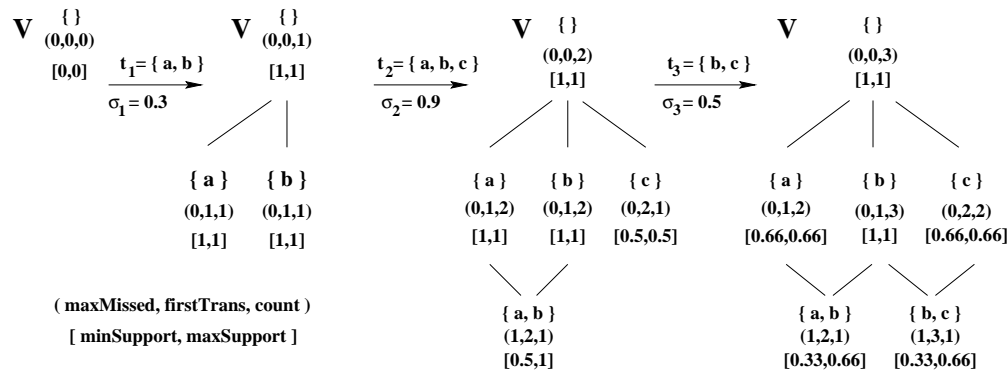 V { }
(0,0,0)
[0,0]
t1 = { a, b }
σ1 = 0.3
V { }
(0,0,1)
[1,1]
{ a } { b }
(0,1,1) (0,1,1)
[1,1] [1,1]
t2 = { a, b, c }
σ2 = 0.9
V { }
(0,0,2)
[1,1]
{ a } { b } { c }
(0,1,2) (0,1,2) (0,2,1)
[1,1] [1,1] [0.5,0.5]
{ a, b }
(1,2,1)
[0.5,1]
t3 = { b, c }
σ3 = 0.5
V { }
(0,0,3)
[1,1]
{ a } { b } { c }
(0,1,2) (0,1,3) (0,2,2)
[0.66,0.66] [1,1] [0.66,0.66]
{ a, b } { b, c }
(1,2,1) (1,3,1)
[0.33,0.66] [0.33,0.66]
( maxMissed, firstTrans, count )
[ minSupport, maxSupport ]